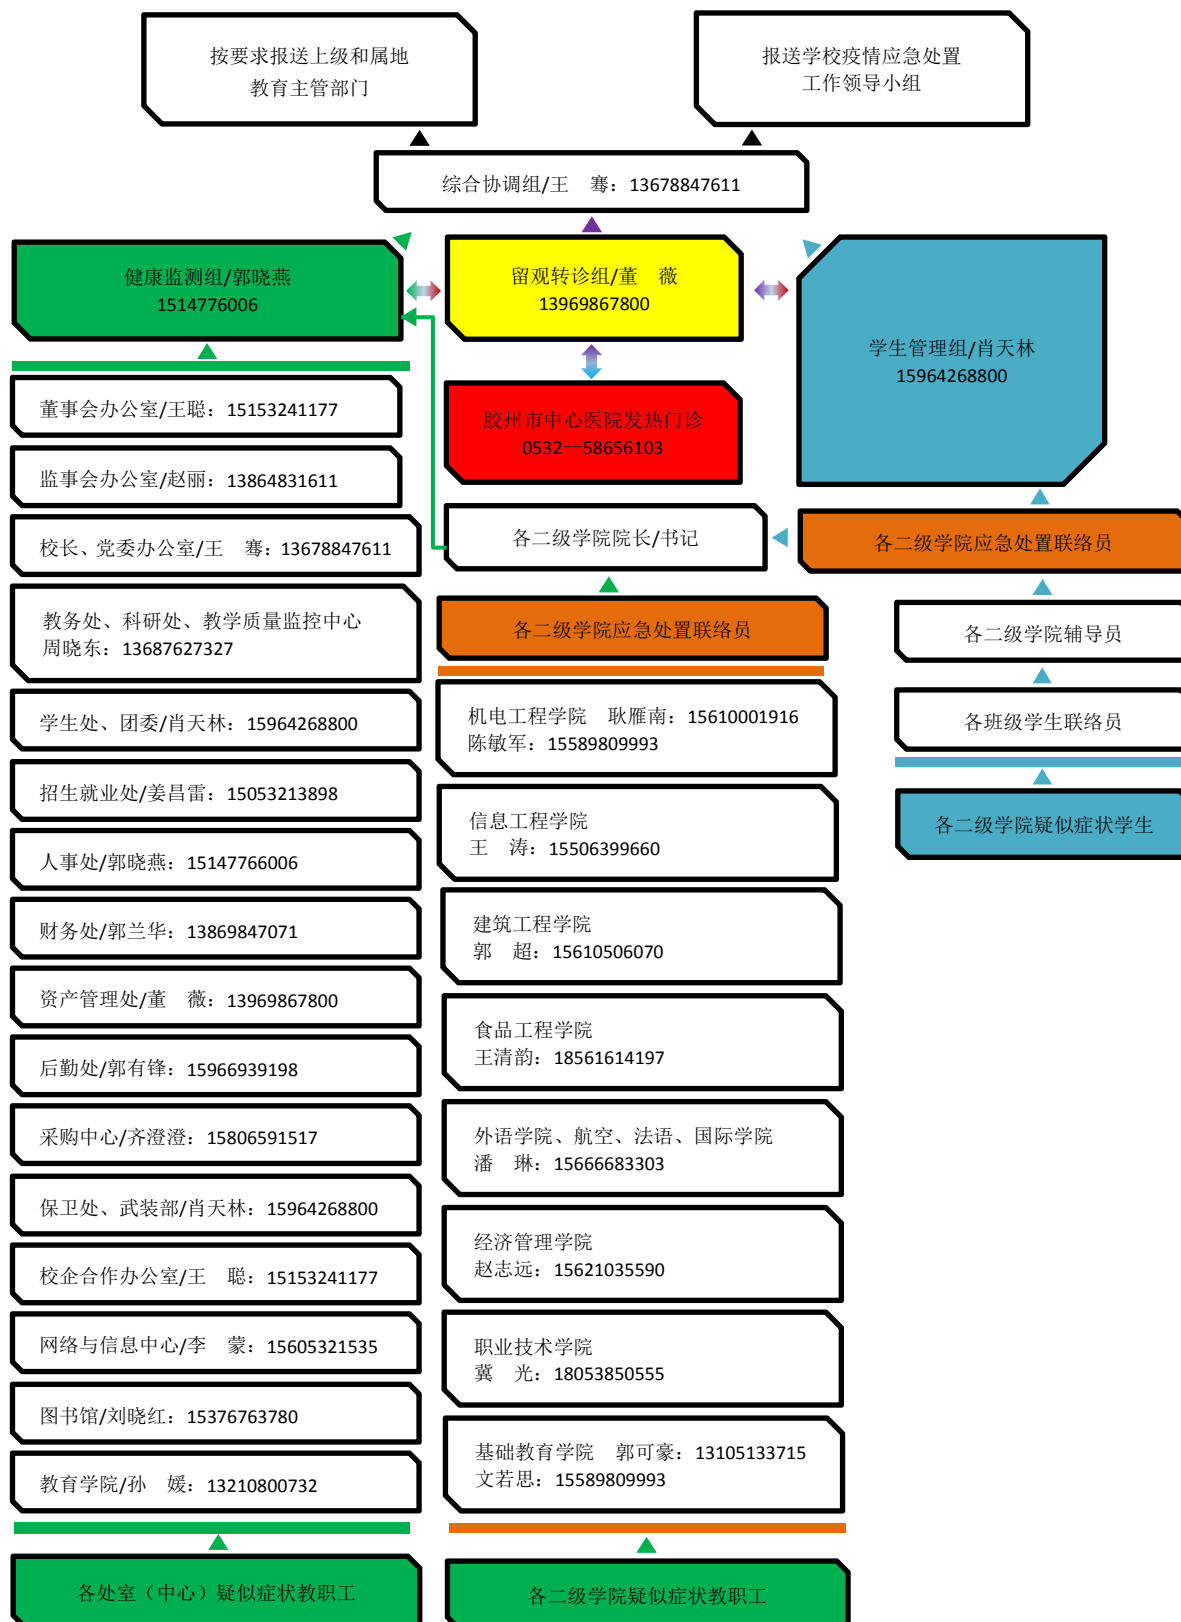 按要求报送上级和属地
教育主管部门
报送学校疫情应急处置
工作领导小组
综合协调组/王　骞：13678847611
健康监测组/郭晓燕
1514776006
留观转诊组/董　薇
13969867800
学生管理组/肖天林
15964268800
胶州市中心医院发热门诊
0532—58656103
董事会办公室/王聪：15153241177
监事会办公室/赵丽：13864831611
校长、党委办公室/王　骞：13678847611
教务处、科研处、教学质量监控中心
周晓东：13687627327
学生处、团委/肖天林：15964268800
招生就业处/姜昌雷：15053213898
人事处/郭晓燕：15147766006
财务处/郭兰华：13869847071
资产管理处/董　薇：13969867800
后勤处/郭有锋：15966939198
采购中心/齐澄澄：15806591517
保卫处、武装部/肖天林：15964268800
校企合作办公室/王　聪：15153241177
网络与信息中心/李　蒙：15605321535
图书馆/刘晓红：15376763780
教育学院/孙　媛：13210800732
各处室（中心）疑似症状教职工
各二级学院院长/书记
各二级学院应急处置联络员
机电工程学院　耿雁南：15610001916
陈敏军：15589809993
信息工程学院
王　涛：15506399660
建筑工程学院
郭　超：15610506070
食品工程学院
王清韵：18561614197
外语学院、航空、法语、国际学院
潘　琳：15666683303
经济管理学院
赵志远：15621035590
职业技术学院
冀　光：18053850555
基础教育学院　郭可豪：13105133715
文若思：15589809993
各二级学院疑似症状教职工
各二级学院应急处置联络员
各二级学院辅导员
各班级学生联络员
各二级学院疑似症状学生